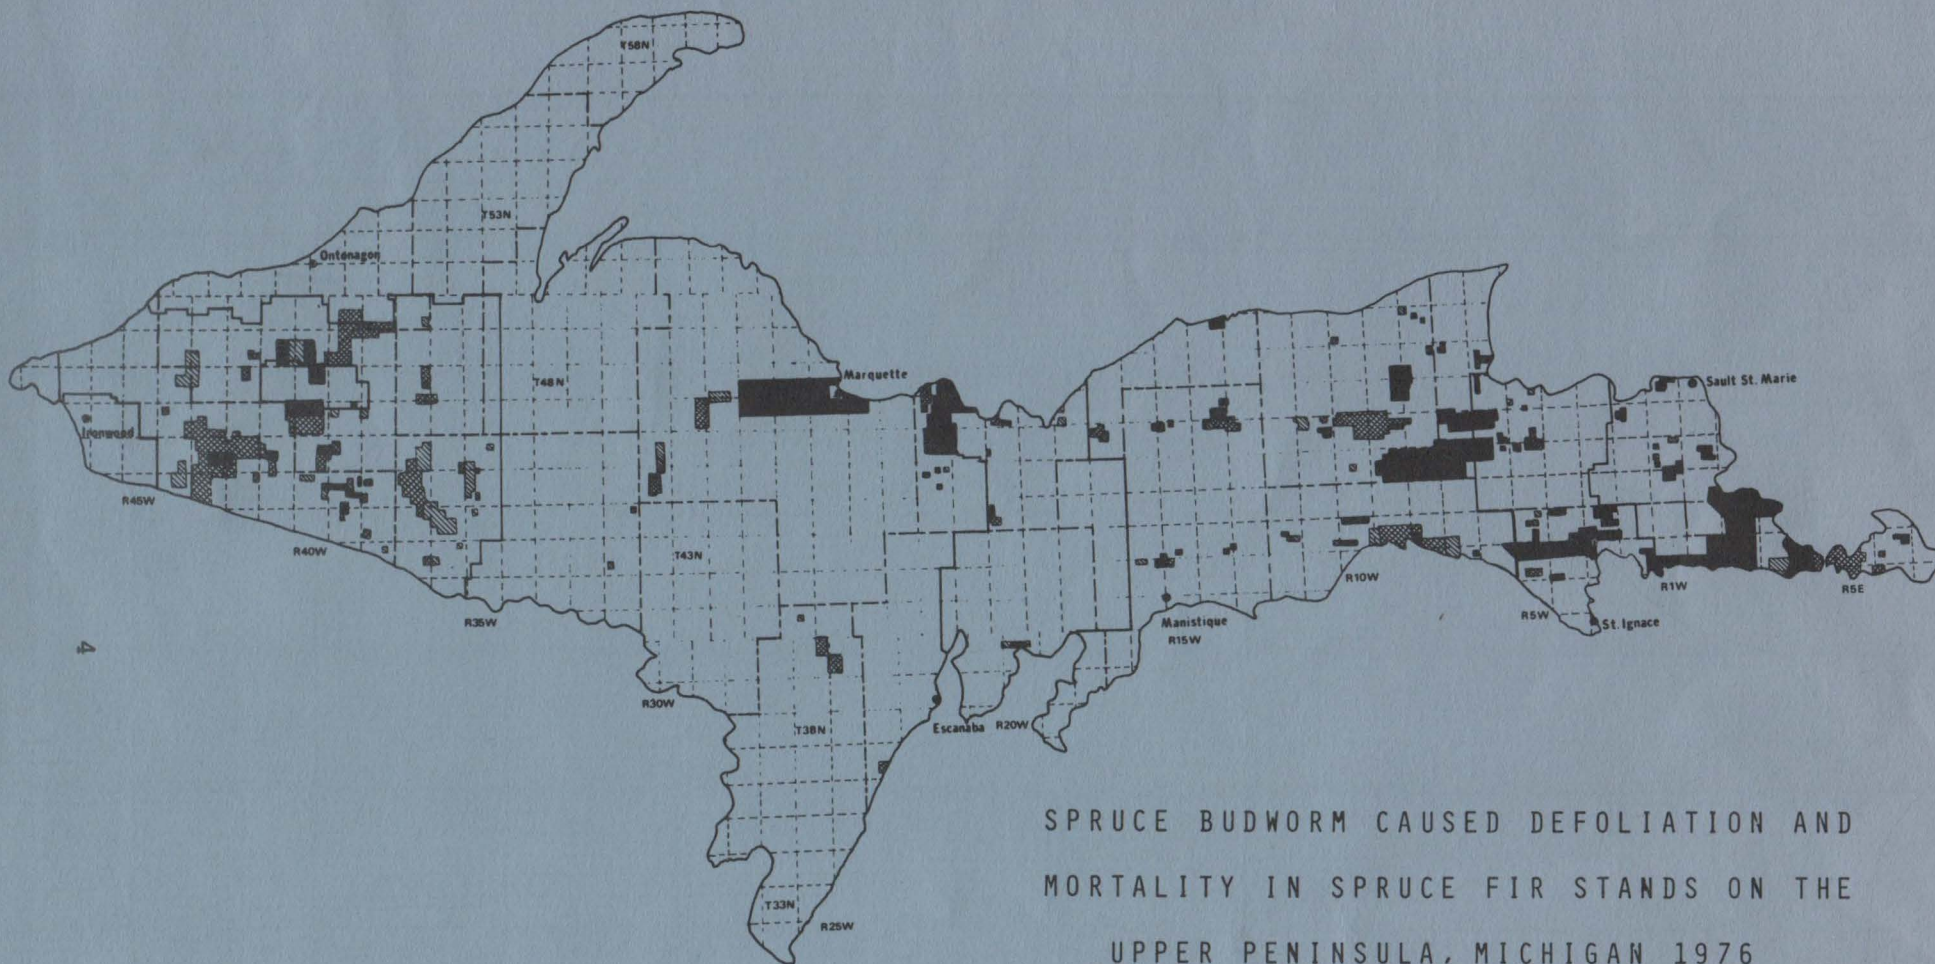 T58N
T53N
Ontonagon
Marquette
T48N
Sault St. Marie
Ironwood
R45W
R40W
T43N
R10W
R1W
R5E
R35W
Manistique
R15W
R5W
St. Ignace
R30W
Escanaba
R20W
T38N
T33N
R25W
4
SPRUCE BUDWORM CAUSED DEFOLIATION AND
MORTALITY IN SPRUCE FIR STANDS ON THE
UPPER PENINSULA, MICHIGAN 1976